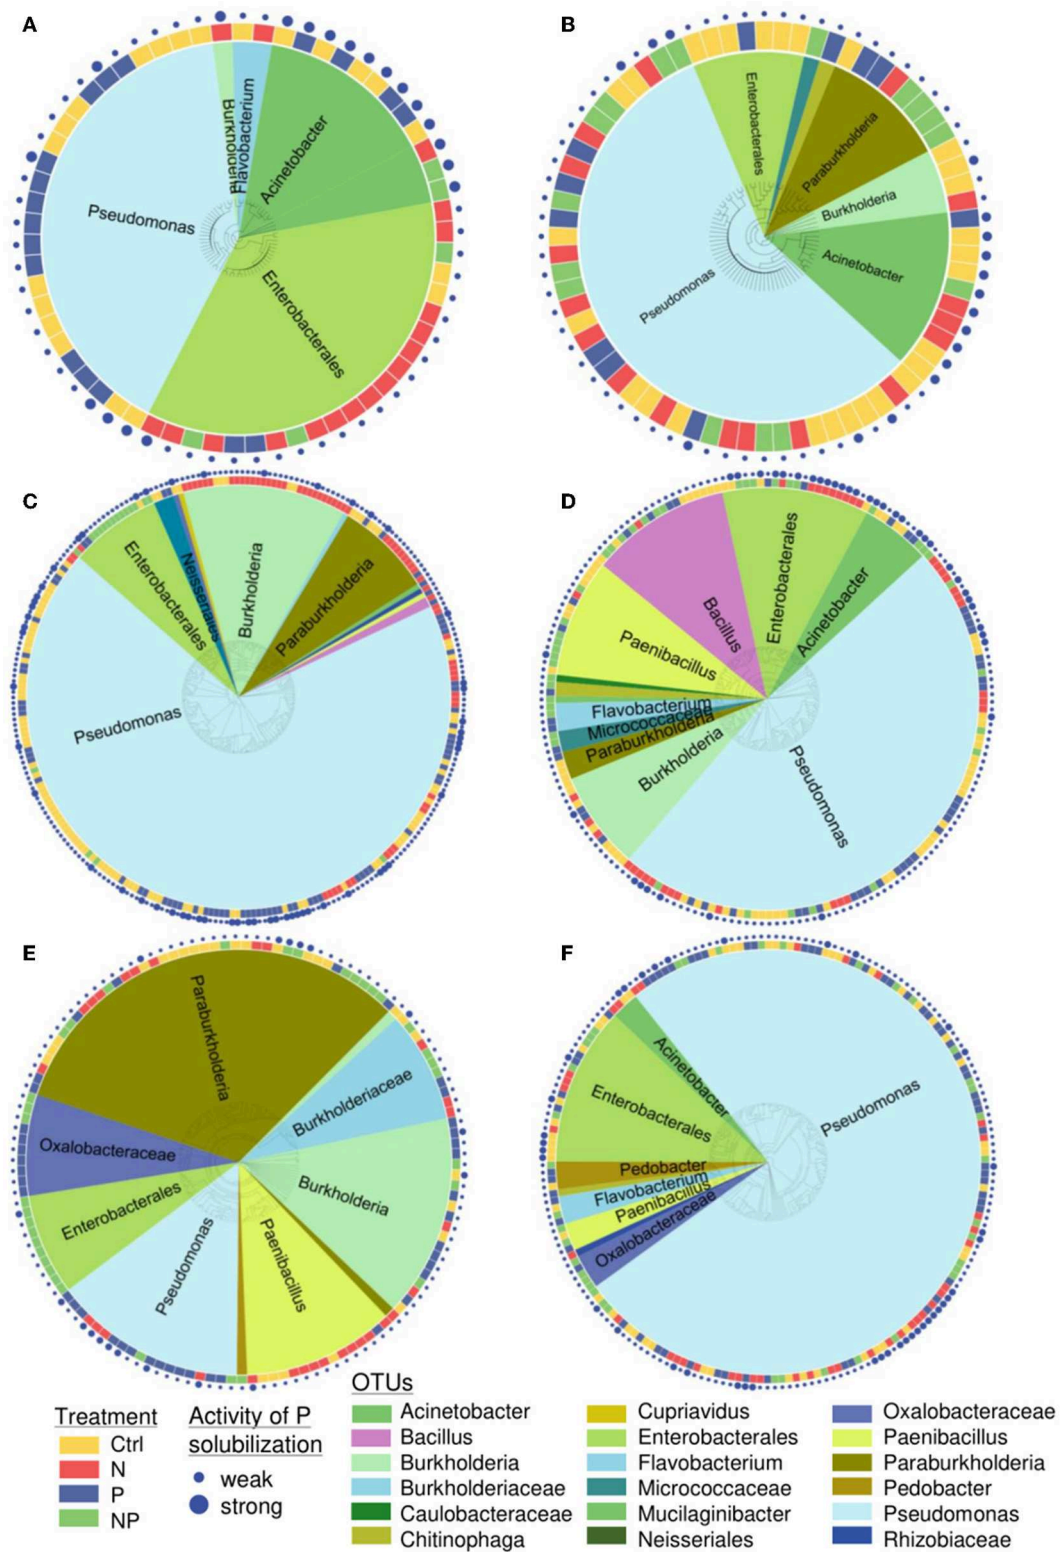 A
Burkholderia
Flavobacterium
Acinetobacter
Pseudomonas
Enterobacterales
B
Enterobacterales
Paraburkholderia
Burkholderia
Acinetobacter
Pseudomonas
C
Enterobacterales
Neisseriales
Burkholderia
Paraburkholderia
Pseudomonas
D
Bacillus
Enterobacterales
Acinetobacter
Paenibacillus
Flavobacterium
Micrococcaceae
Paraburkholderia
Burkholderia
Pseudomonas
E
Paraburkholderia
Burkholderiaceae
Oxalobacteraceae
Enterobacterales
Burkholderia
Pseudomonas
Paenibacillus
F
Acinetobacter
Pseudomonas
Enterobacterales
Pedobacter
Flavobacterium
Paenibacillus
Oxalobacteraceae
Treatment
Ctrl
N
P
NP
Activity of P
solubilization
weak
strong
OTUs
Acinetobacter
Bacillus
Burkholderia
Burkholderiaceae
Caulobacteraceae
Chitinophaga
Cupriavidus
Enterobacterales
Flavobacterium
Micrococcaceae
Mucilaginibacter
Neisseriales
Oxalobacteraceae
Paenibacillus
Paraburkholderia
Pedobacter
Pseudomonas
Rhizobiaceae